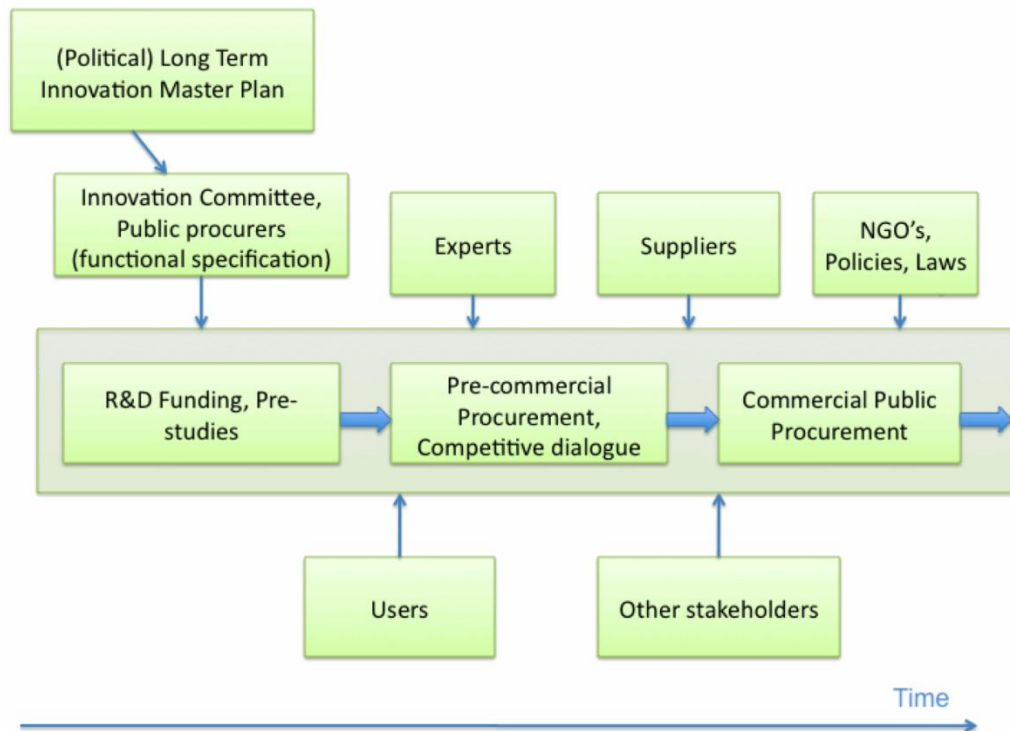 (Political) Long Term
Innovation Master Plan
Innovation Committee,
Public procurers
(functional specification)
Experts
Suppliers
NGO's,
Policies, Laws
R&D Funding, Pre-
studies
Pre-commercial
Procurement,
Competitive dialogue
Commercial Public
Procurement
Users
Other stakeholders
Time